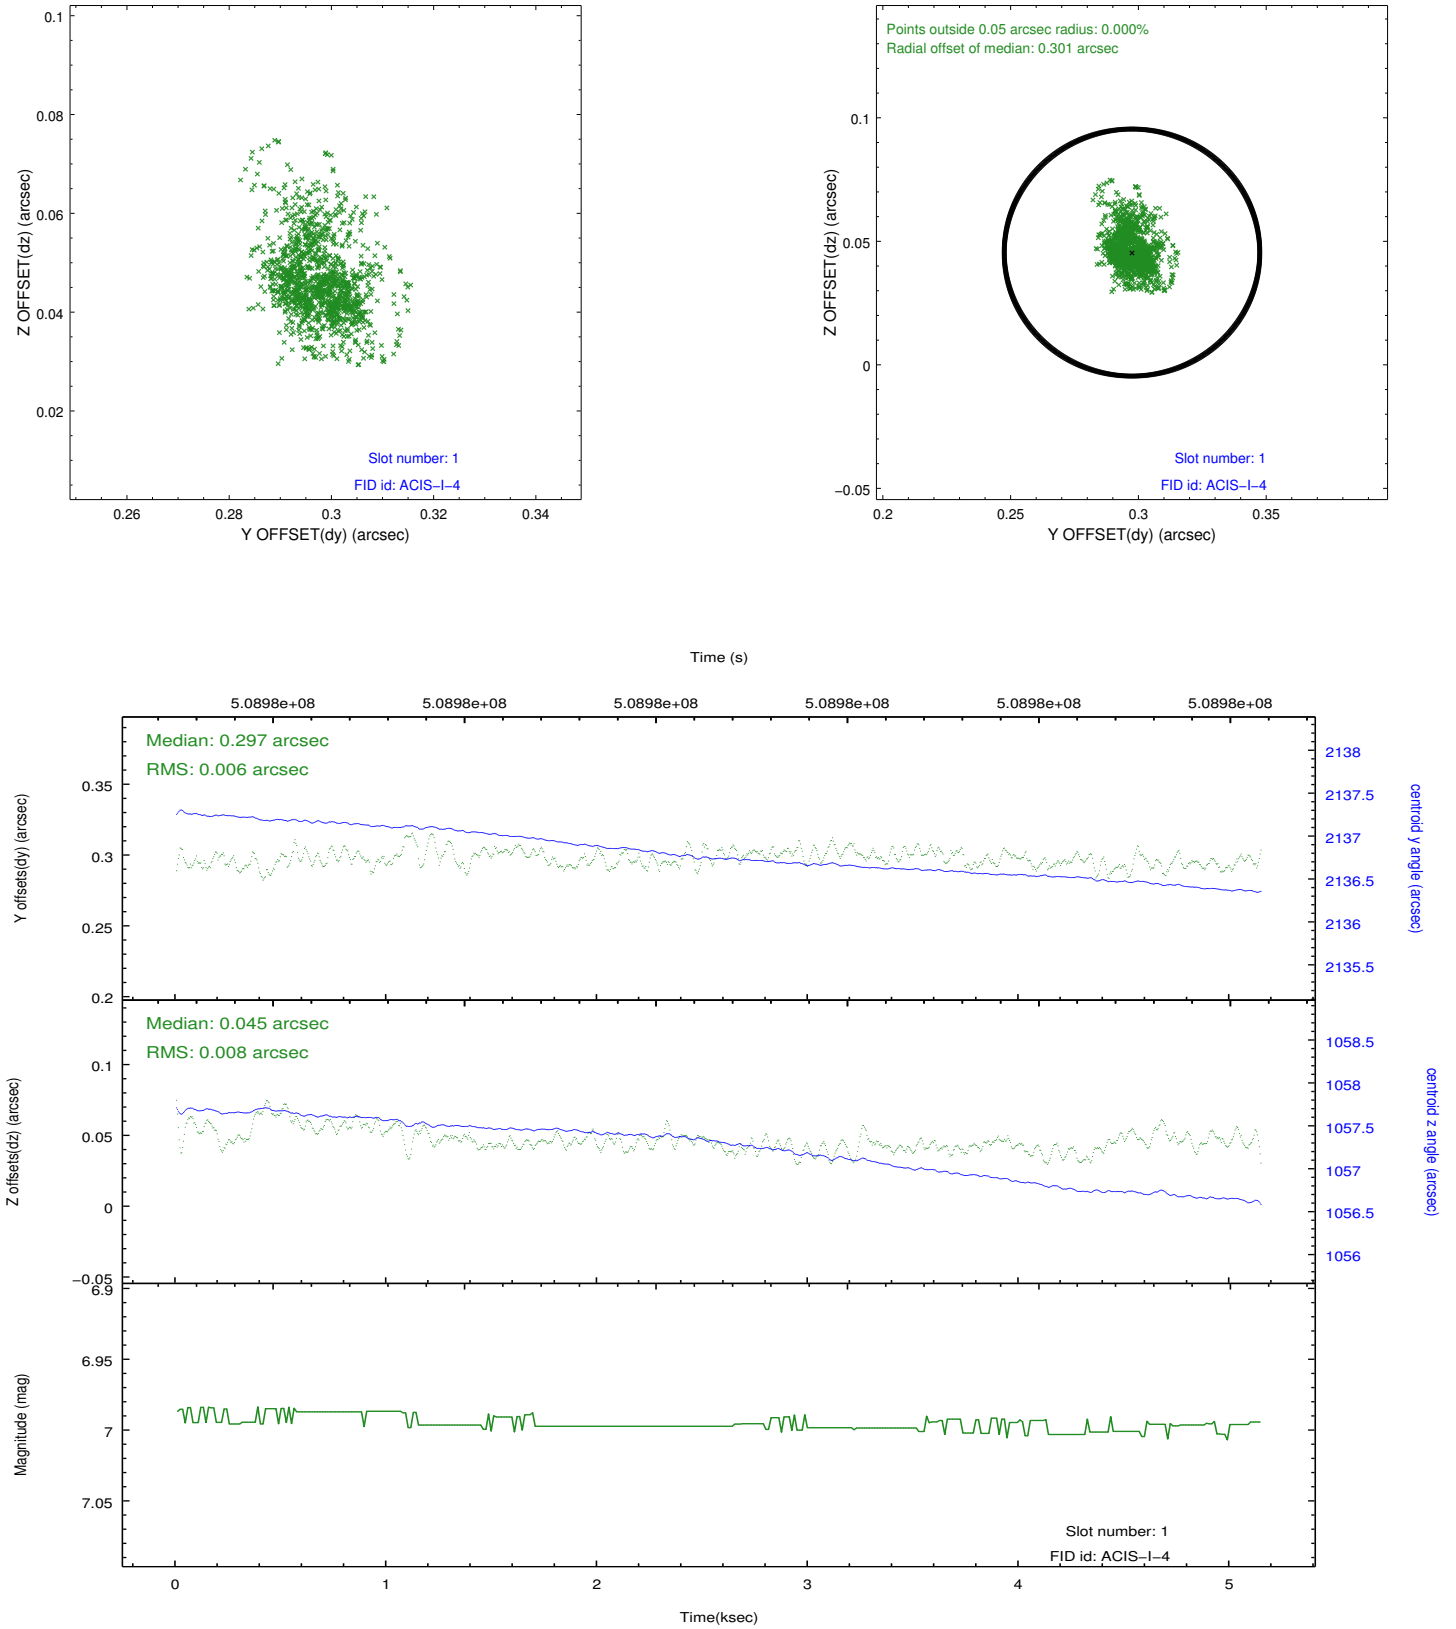 0.1
0.08
0.06
0.04
0.02
Z OFFSET(dz) (arcsec)
Slot number: 1
FID id: ACIS−I−4
0.26 0.28 0.3 0.32 0.34
Y OFFSET(dy) (arcsec)
Points outside 0.05 arcsec radius: 0.000%
Radial offset of median: 0.301 arcsec
0.1
0.05
0
−0.05
Z OFFSET(dz) (arcsec)
Slot number: 1
FID id: ACIS−I−4
0.2 0.25 0.3 0.35
Y OFFSET(dy) (arcsec)
Time (s)
5.0898e+08 5.0898e+08 5.0898e+08 5.0898e+08 5.0898e+08 5.0898e+08
Median: 0.297 arcsec
RMS: 0.006 arcsec
0.35
0.3
0.25
0.2
Y offsets(dy) (arcsec)
2138
2137.5
2137
2136.5
2136
2135.5
centroid y angle (arcsec)
Median: 0.045 arcsec
RMS: 0.008 arcsec
0.1
0.05
0
−0.05
Z offsets(dz) (arcsec)
1058.5
1058
1057.5
1057
1056.5
1056
centroid z angle (arcsec)
6.9
6.95
7
7.05
Magnitude (mag)
Slot number: 1
FID id: ACIS−I−4
0 1 2 3 4 5
Time(ksec)